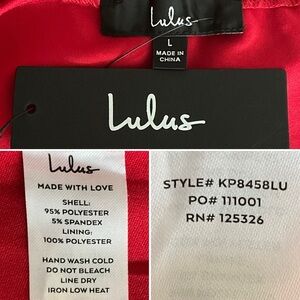 Lulus
L
MADE IN
CHINA
Lulus
Lulus
MADE WITH LOVE
SHELL:
95% POLYESTER
5% SPANDEX
LINING:
100% POLYESTER
HAND WASH COLD
DO NOT BLEACH
LINE DRY
IRON LOW HEAT
STYLE# KP8458LU
PO# 111001
RN# 125326